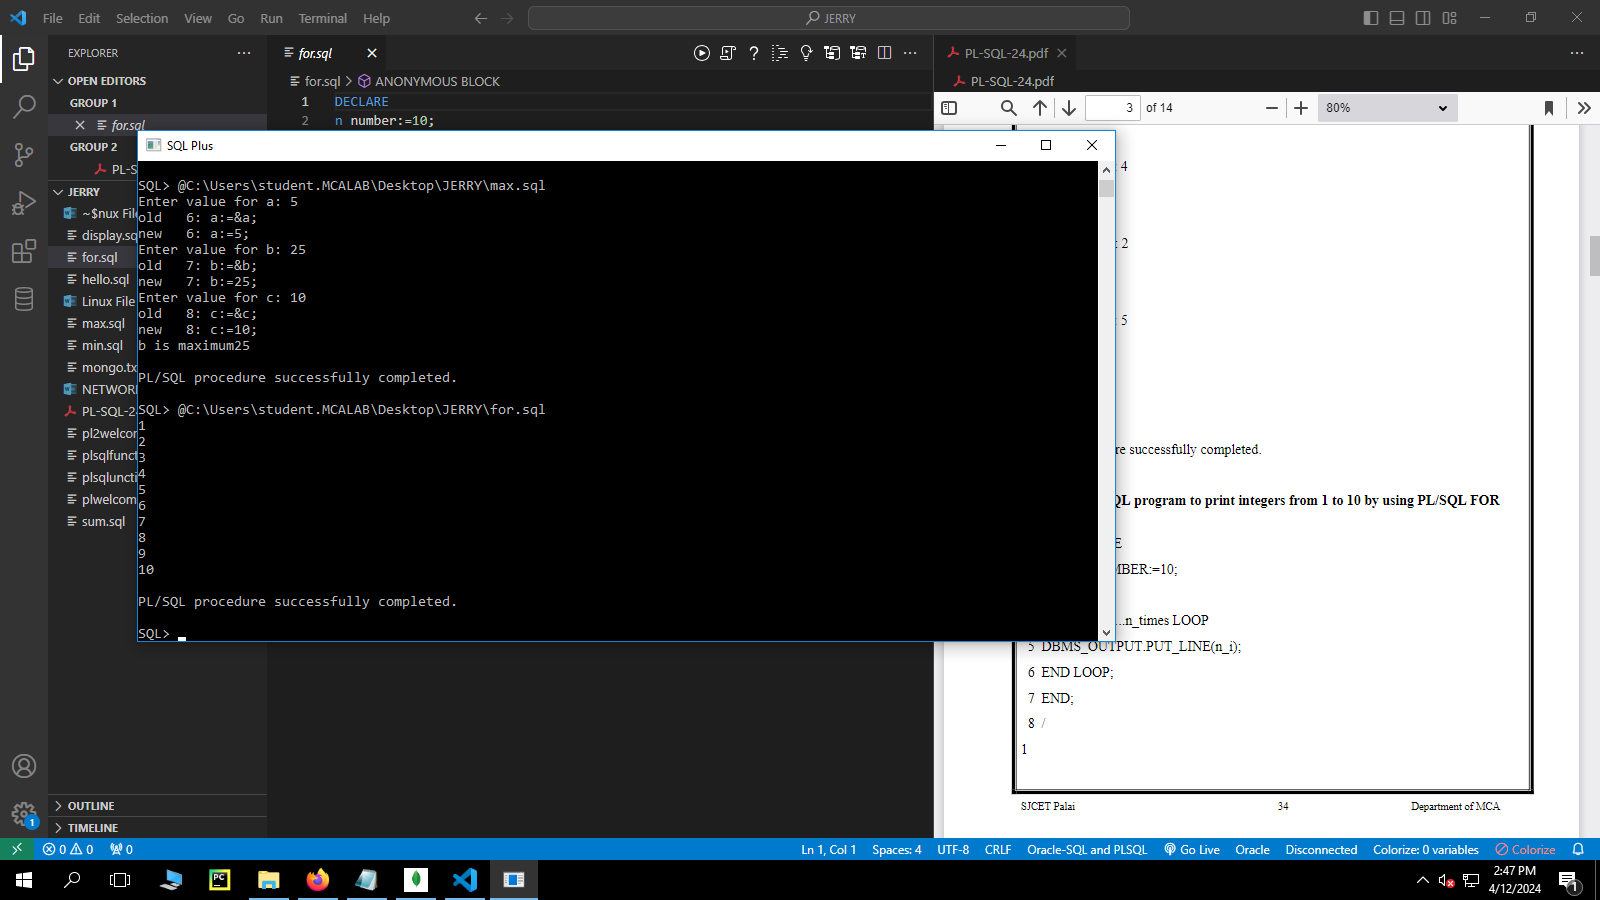 File Edit Selection View Go Run Terminal Help
JERRY
EXPLORER
OPEN EDITORS
GROUP 1
for.sql
GROUP 2
PL-S
JERRY
~$nux File
display.sq
for.sql
hello.sql
Linux File
max.sql
min.sql
mongo.tx
NETWOR
PL-SQL-2
pl2welcor
plsqlfunct
plsqluncti
plwelcom
sum.sql
OUTLINE
TIMELINE
for.sql
for.sql > ANONYMOUS BLOCK
1 DECLARE
2 n number:=10;
SQL Plus
SQL> @C:\Users\student.MCALAB\Desktop\JERRY\max.sql
Enter value for a: 5
old   6: a:=&a;
new   6: a:=5;
Enter value for b: 25
old   7: b:=&b;
new   7: b:=25;
Enter value for c: 10
old   8: c:=&c;
new   8: c:=10;
b is maximum25
PL/SQL procedure successfully completed.
SQL> @C:\Users\student.MCALAB\Desktop\JERRY\for.sql
1
2
3
4
5
6
7
8
9
10
PL/SQL procedure successfully completed.
SQL>
PL-SQL-24.pdf
PL-SQL-24.pdf
3 of 14
80%
4
: 2
5
re successfully completed.
QL program to print integers from 1 to 10 by using PL/SQL FOR
E
MBER:=10;
..n_times LOOP
5 DBMS_OUTPUT.PUT_LINE(n_i);
6 END LOOP;
7 END;
8 /
1
SJCET Palai 34 Department of MCA
0 0 0 Ln 1, Col 1 Spaces: 4 UTF-8 CRLF Oracle-SQL and PLSQL Go Live Oracle Disconnected Colorize: 0 variables Colorize
1
PC
2:47 PM
4/12/2024
1